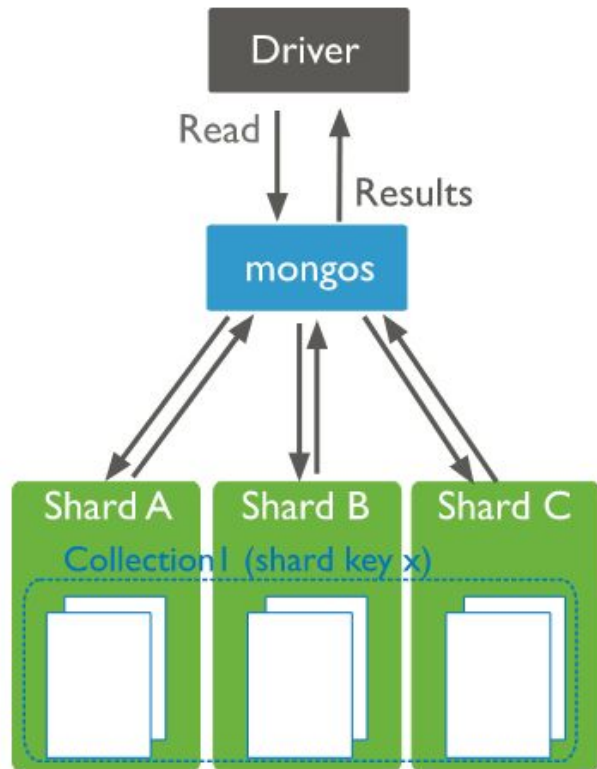 Driver
Read
Results
mongos
Shard A
Shard B
Shard C
Collection1 (shard key x)